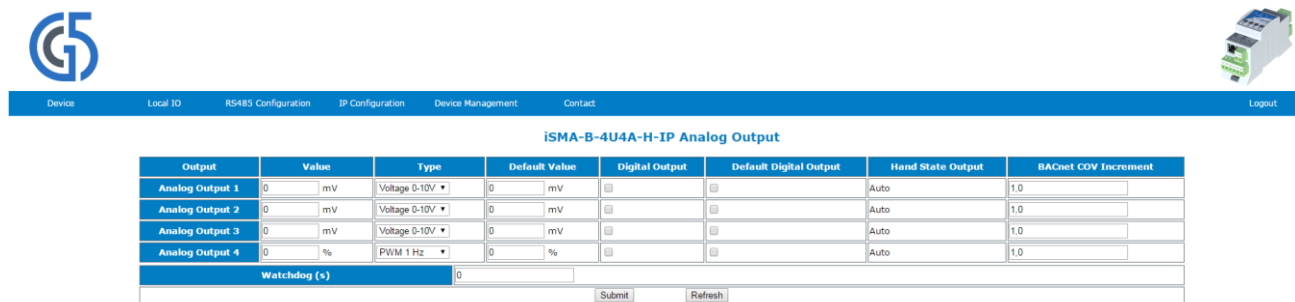 G5
Device Local IO RS485 Configuration IP Configuration Device Management Contact Logout
iSMA-B-4U4A-H-IP Analog Output
Output Value Type Default Value Digital Output Default Digital Output Hand State Output BACnet COV Increment
Analog Output 1 0 mV Voltage 0-10V 0 mV Auto 1,0
Analog Output 2 0 mV Voltage 0-10V 0 mV Auto 1,0
Analog Output 3 0 mV Voltage 0-10V 0 mV Auto 1,0
Analog Output 4 0 % PWM 1 Hz 0 % Auto 1,0
Watchdog (s) 0
Submit Refresh